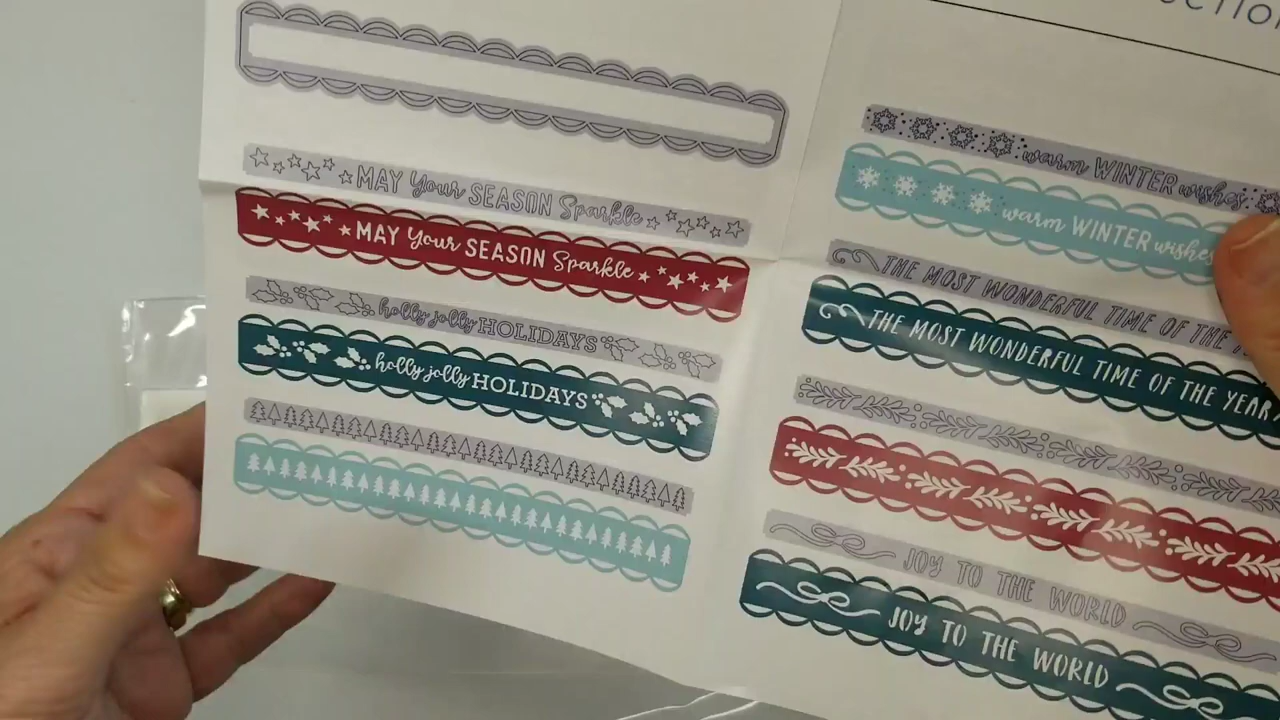 MAY Your SEASON Sparkle
MAY Your SEASON Sparkle
holly jolly HOLIDAYS
holly jolly HOLIDAYS
warm WINTER wishes
warm WINTER wishes
THE MOST WONDERFUL TIME OF THE
THE MOST WONDERFUL TIME OF THE YEAR
JOY TO THE WORLD
JOY TO THE WORLD